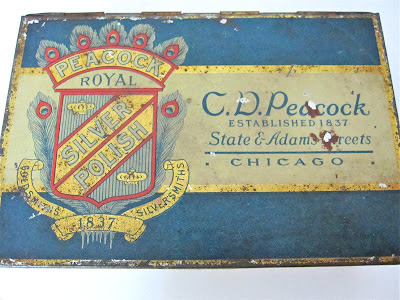 PEACOCK
ROYAL
SILVER
POLISH
GOLDSMITHS
SILVERSMITHS
1837
C.D. Peacock
ESTABLISHED 1837
State & Adams Streets
CHICAGO